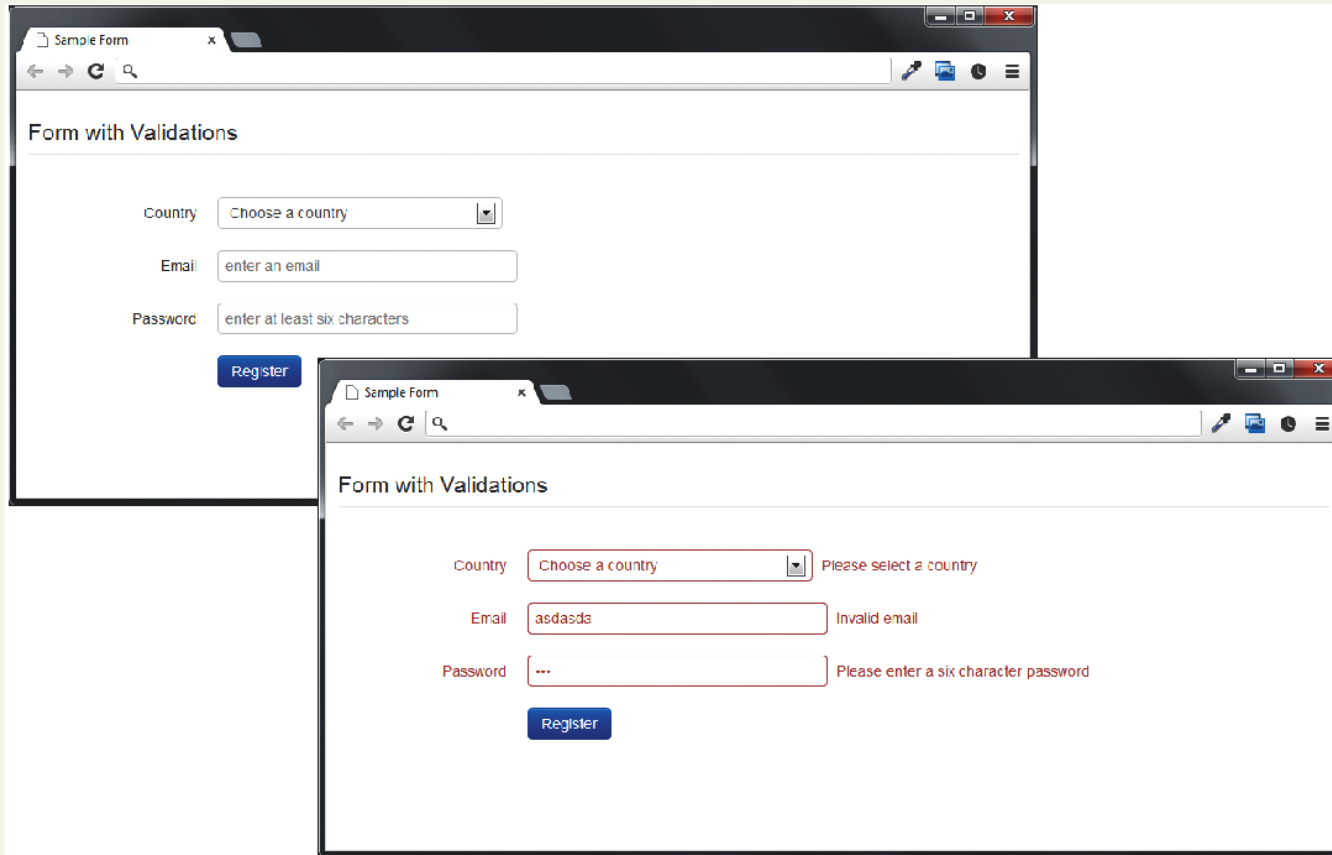 Sample Form
Form with Validations
Country Choose a country
Email enter an email
Password enter at least six characters
Register
Sample Form
Form with Validations
Country Choose a country Please select a country
Email asdasda Invalid email
Password --- Please enter a six character password
Register